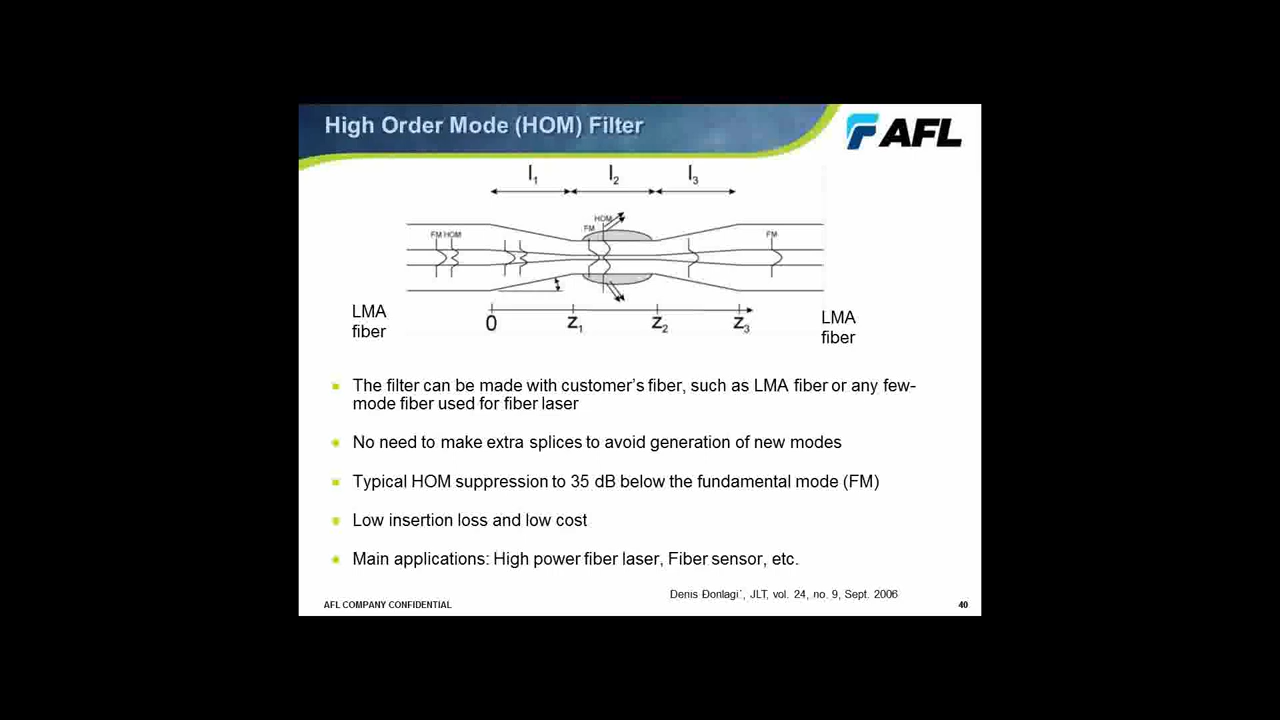 High Order Mode (HOM) Filter
AFL
l1 l2 l3
HOM
FM
FM HOM
FM
LMA
fiber
0 z1 z2 z3
LMA
fiber
The filter can be made with customer's fiber, such as LMA fiber or any few-
mode fiber used for fiber laser
No need to make extra splices to avoid generation of new modes
Typical HOM suppression to 35 dB below the fundamental mode (FM)
Low insertion loss and low cost
Main applications: High power fiber laser, Fiber sensor, etc.
Denis Đonlagi´, JLT, vol. 24, no. 9, Sept. 2006
AFL COMPANY CONFIDENTIAL
40